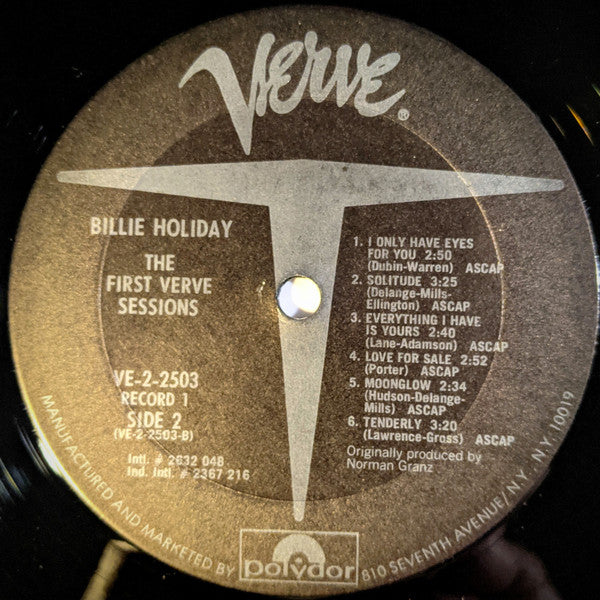 Verve®
BILLIE HOLIDAY
THE
FIRST VERVE
SESSIONS
VE-2-2503
RECORD 1
SIDE 2
(VE-2-2503-B)
Intl. # 2632 048
Ind. Intl. # 2367 216
1. I ONLY HAVE EYES
FOR YOU 2:50
(Dubin-Warren) ASCAP
2. SOLITUDE 3:25
(Delange-Mills-
Ellington) ASCAP
3. EVERYTHING I HAVE
IS YOURS 2:40
(Lane-Adamson) ASCAP
4. LOVE FOR SALE 2:52
(Porter) ASCAP
5. MOONGLOW 2:34
(Hudson-Delange-
Mills) ASCAP
6. TENDERLY 3:20
(Lawrence-Gross) ASCAP
Originally produced by
Norman Granz
MANUFACTURED AND MARKETED BY polydor 810 SEVENTH AVENUE/N.Y., N.Y. 10019